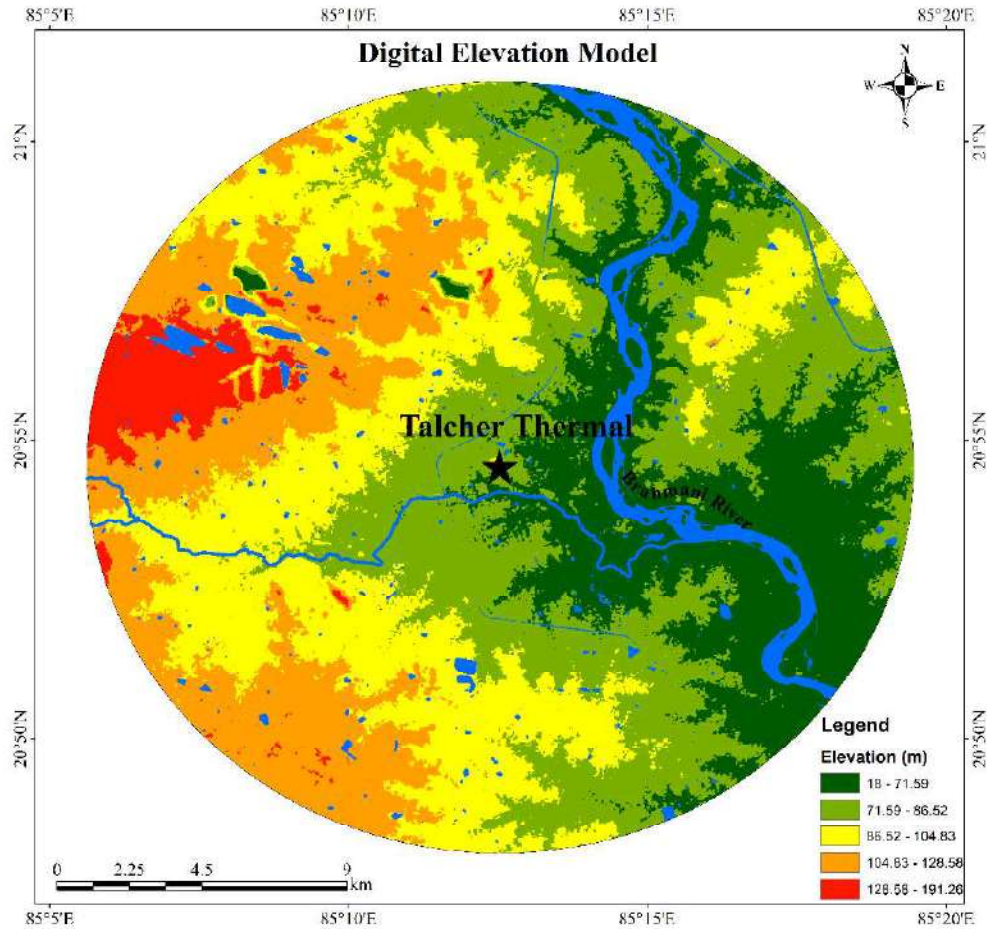 85°5'E 85°10'E 85°15'E 85°20'E
Digital Elevation Model
N
W E
S
21°N 21°N
Talcher Thermal
20°55'N 20°55'N
Brahmani River
20°50'N 20°50'N
Legend
Elevation (m)
18 - 71.59
71.59 - 86.52
86.52 - 104.83
104.83 - 128.58
128.58 - 191.26
0 2.25 4.5 9
km
85°5'E 85°10'E 85°15'E 85°20'E